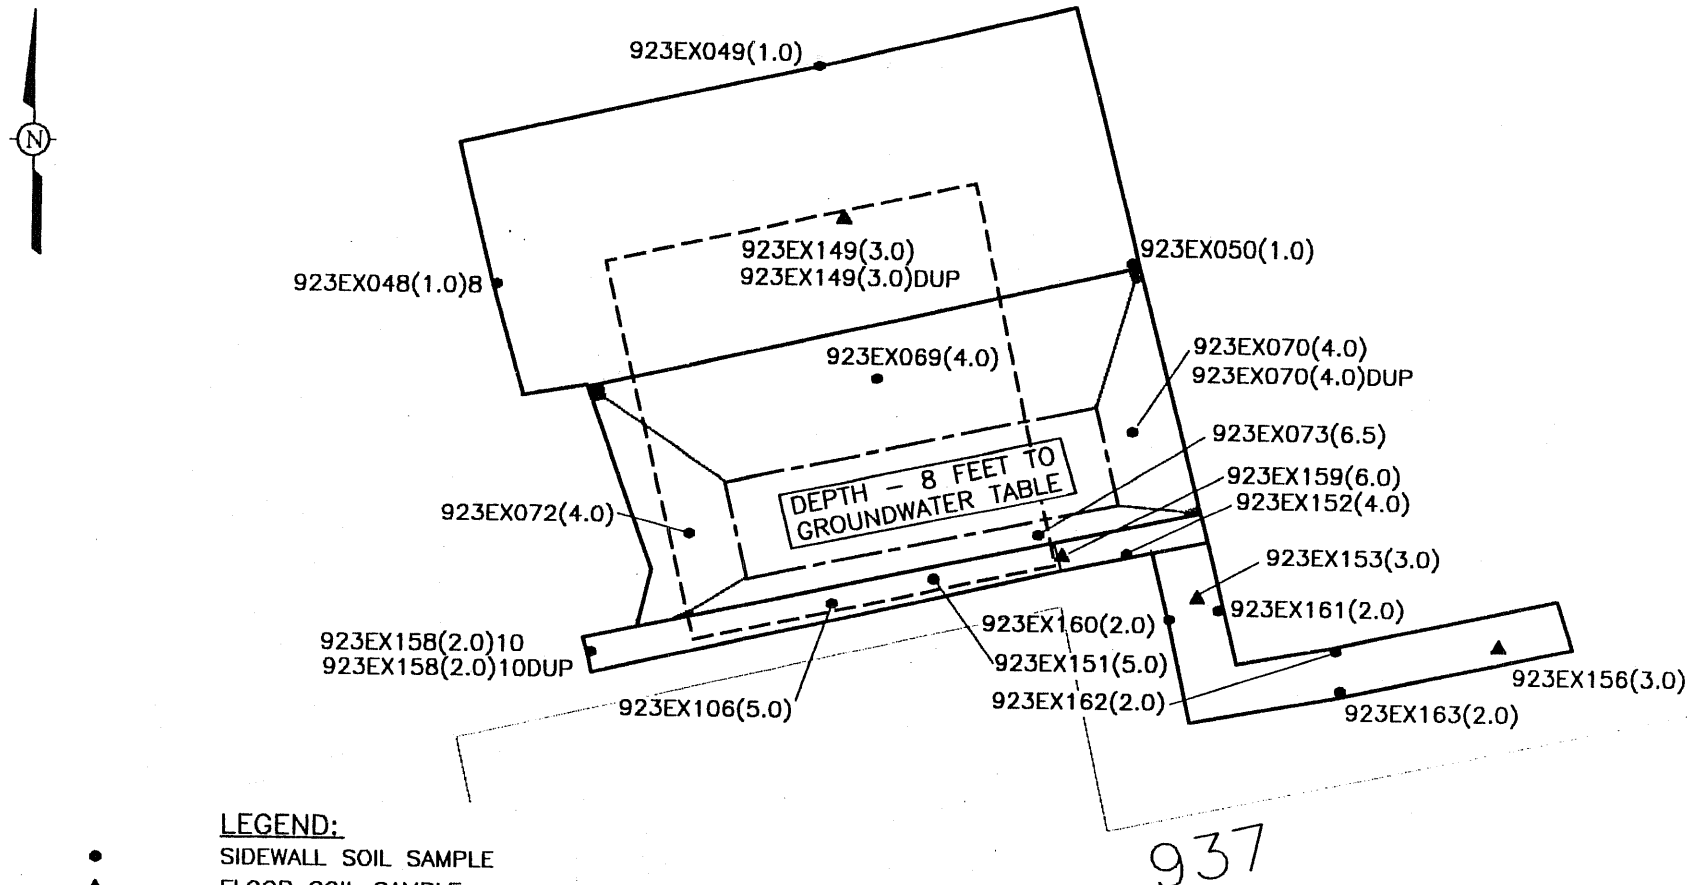 923EX049(1.0)
N
923EX050(1.0)
923EX149(3.0)
923EX149(3.0)DUP
923EX048(1.0)8
923EX069(4.0)
923EX070(4.0)
923EX070(4.0)DUP
923EX073(6.5)
DEPTH – 8 FEET TO
GROUNDWATER TABLE
923EX159(6.0)
923EX152(4.0)
923EX072(4.0)
923EX153(3.0)
923EX161(2.0)
923EX160(2.0)
923EX158(2.0)10
923EX158(2.0)10DUP
923EX151(5.0)
923EX156(3.0)
923EX162(2.0)
923EX106(5.0)
923EX163(2.0)
937
LEGEND:
SIDEWALL SOIL SAMPLE
FLOOR SOIL SAMPLE